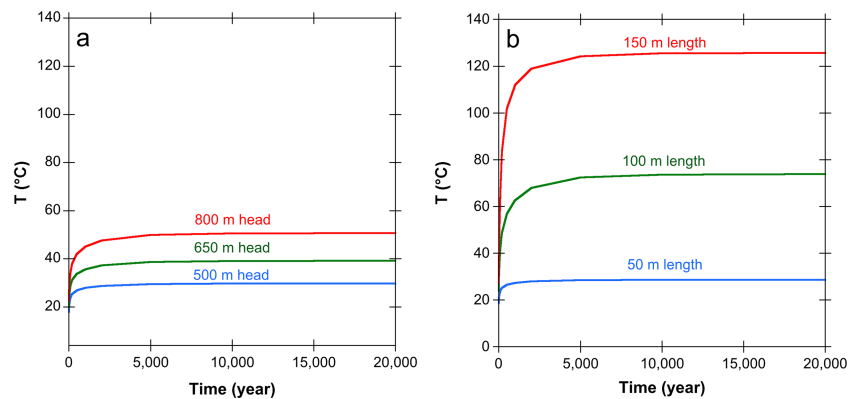 a
T (°C)
140
120
100
80
60
40
20
800 m head
650 m head
500 m head
0
5,000
10,000
15,000
20,000
Time (year)
b
T (°C)
140
120
100
80
60
40
20
0
150 m length
100 m length
50 m length
0
5,000
10,000
15,000
20,000
Time (year)